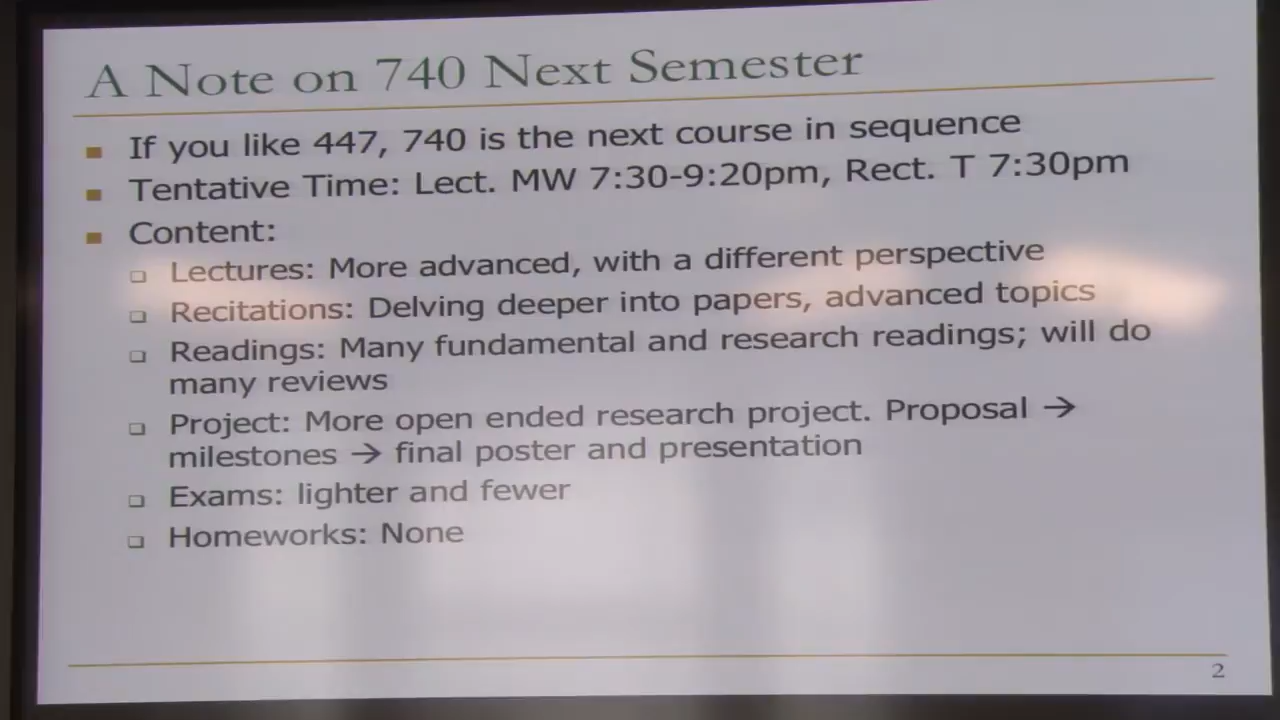 A Note on 740 Next Semester
If you like 447, 740 is the next course in sequence
Tentative Time: Lect. MW 7:30-9:20pm, Rect. T 7:30pm
Content:
Lectures: More advanced, with a different perspective
Recitations: Delving deeper into papers, advanced topics
Readings: Many fundamental and research readings; will do
many reviews
Project: More open ended research project. Proposal →
milestones → final poster and presentation
Exams: lighter and fewer
Homeworks: None
2